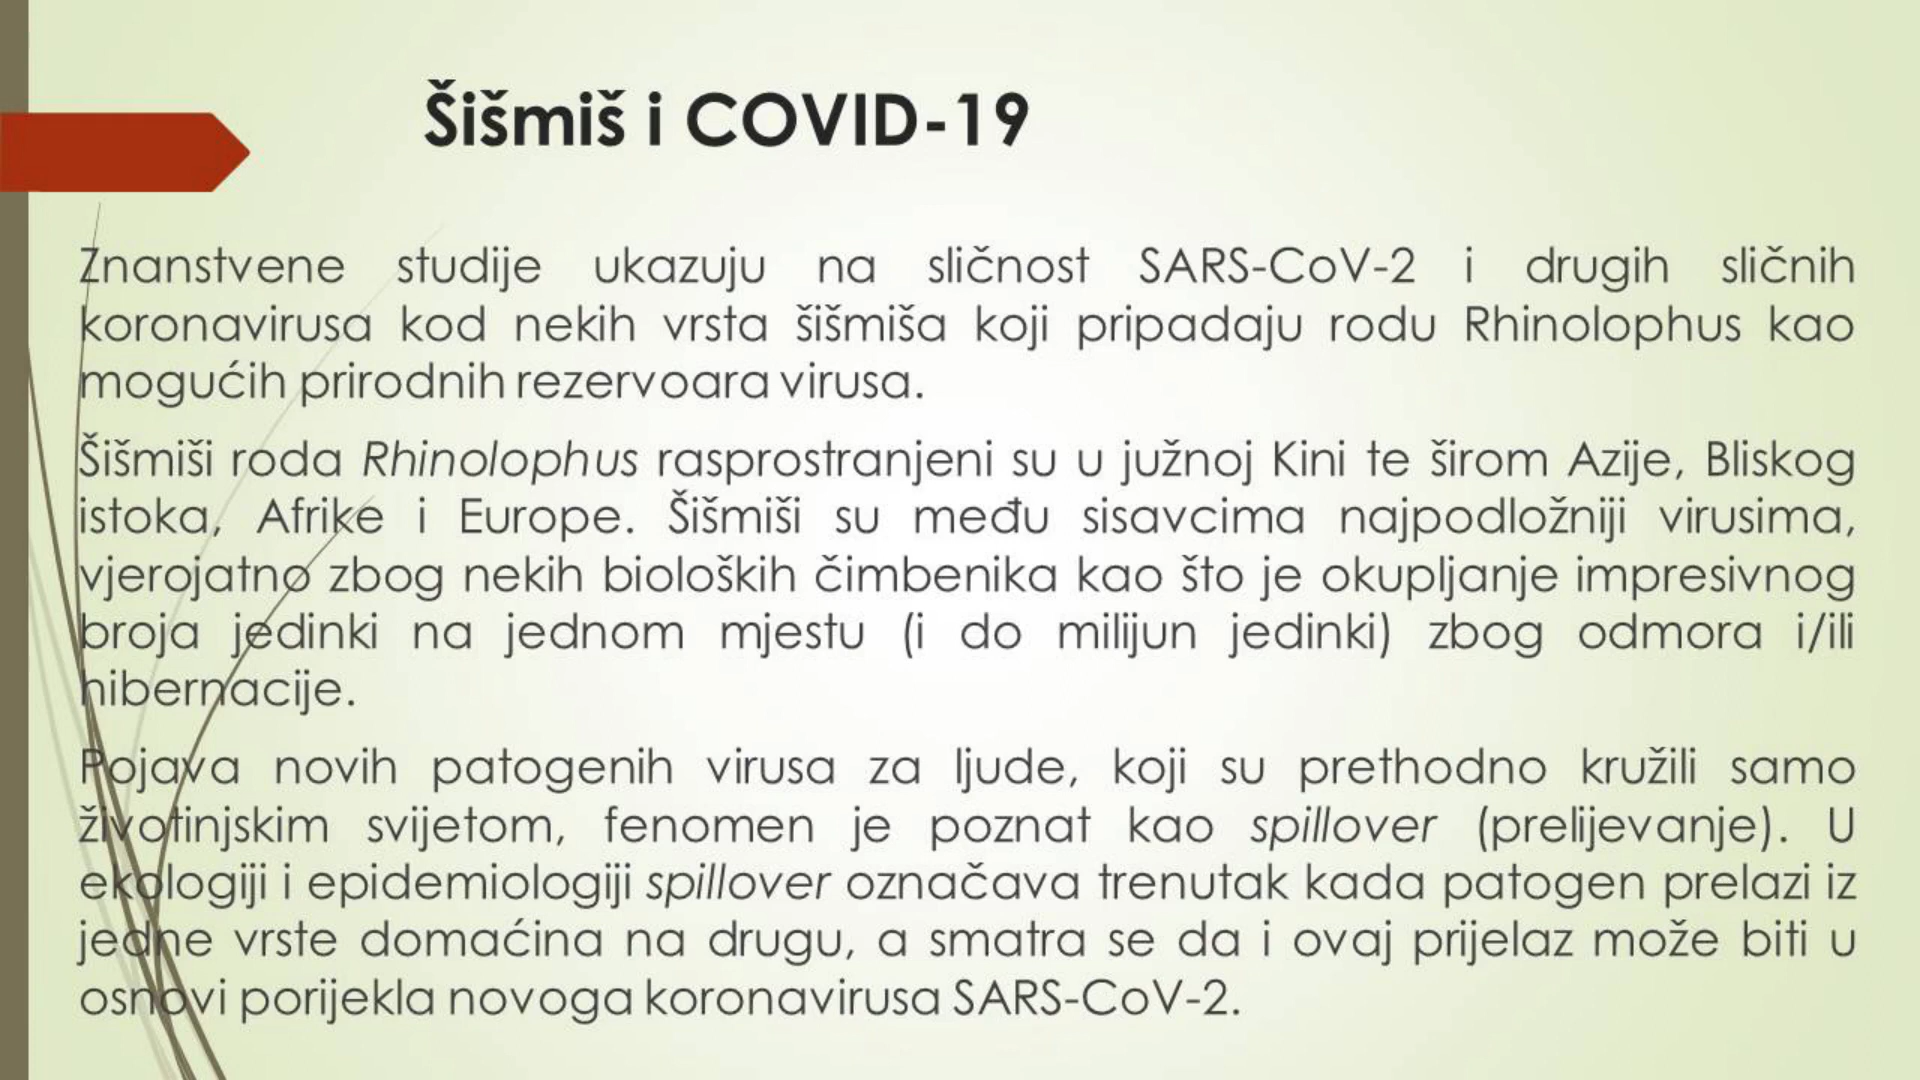 Šišmiš i COVID-19
Znanstvene studije ukazuju na sličnost SARS-CoV-2 i drugih sličnih
koronavirusa kod nekih vrsta šišmiša koji pripadaju rodu Rhinolophus kao
mogućih prirodnih rezervoara virusa.
Šišmiši roda Rhinolophus rasprostranjeni su u južnoj Kini te širom Azije, Bliskog
istoka, Afrike i Europe. Šišmiši su među sisavcima najpodložniji virusima,
vjerojatno zbog nekih bioloških čimbenika kao što je okupljanje impresivnog
broja jedinki na jednom mjestu (i do milijun jedinki) zbog odmora i/ili
hibernacije.
Pojava novih patogenih virusa za ljude, koji su prethodno kružili samo
životinjskim svijetom, fenomen je poznat kao spillover (prelijevanje). U
ekologiji i epidemiologiji spillover označava trenutak kada patogen prelazi iz
jedne vrste domaćina na drugu, a smatra se da i ovaj prijelaz može biti u
osnovi porijekla novoga koronavirusa SARS-CoV-2.